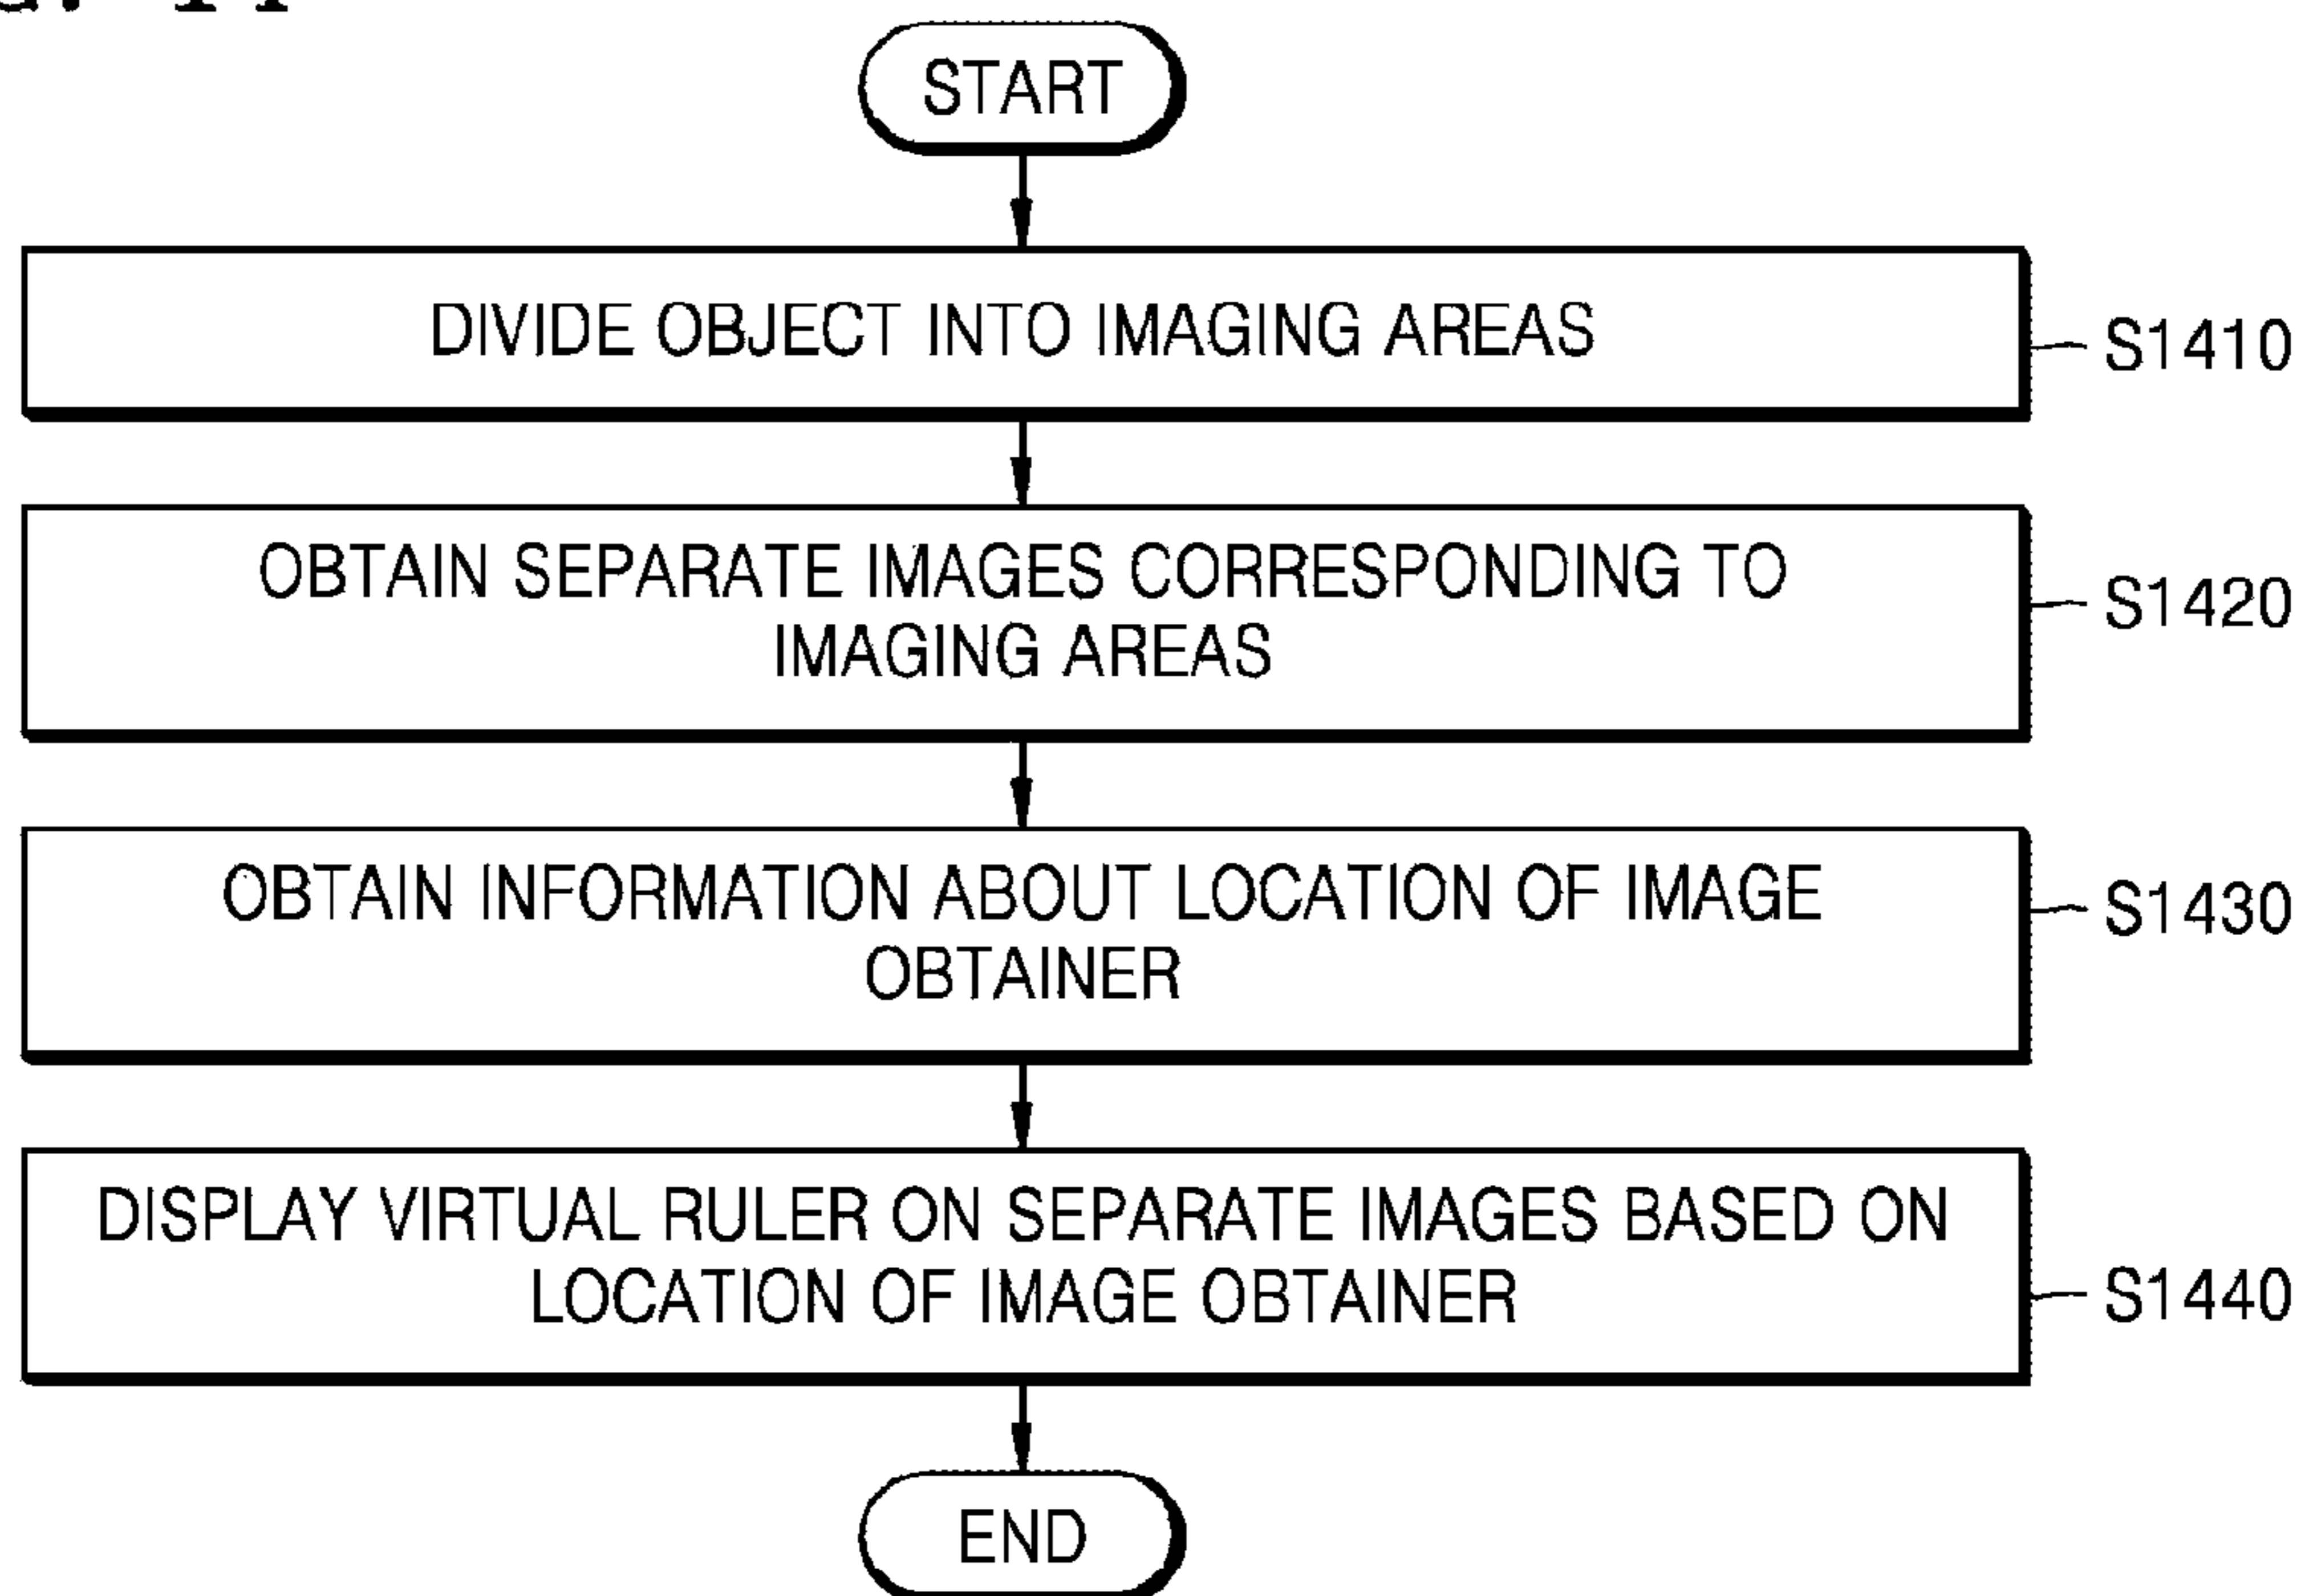 START
DIVIDE OBJECT INTO IMAGING AREAS
S1410
OBTAIN SEPARATE IMAGES CORRESPONDING TO
IMAGING AREAS
S1420
OBTAIN INFORMATION ABOUT LOCATION OF IMAGE
OBTAINER
S1430
DISPLAY VIRTUAL RULER ON SEPARATE IMAGES BASED ON
LOCATION OF IMAGE OBTAINER
S1440
END